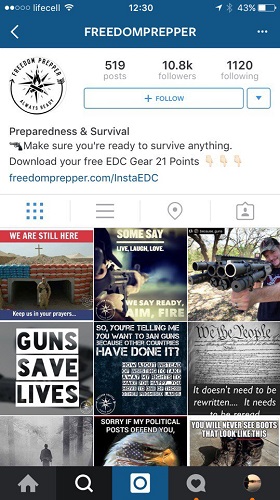 lifecell 12:30 43%
FREEDOMPREPPER
FREEDOM PREPPER
ALWAYS READY
519 10.8k 1120
posts followers following
+ FOLLOW
Preparedness & Survival
Make sure you're ready to survive anything.
Download your free EDC Gear 21 Points
freedomprepper.com/InstaEDC
WE ARE STILL HERE
Keep us in your prayers...
SOME SAY
LIVE, LAUGH, LOVE.
WE SAY READY,
AIM, FIRE
GUNS
SAVE
LIVES
SO, YOU'RE TELLING ME
YOU WANT TO BAN GUNS
BECAUSE OTHER COUNTRIES
HAVE DONE IT?
We the People
It doesn't need to be
rewritten.... It needs
to be reread.
SORRY IF MY POLITICAL
POSTS OFFEND YOU,
YOU WILL NEVER SEE BOOTS
THAT LOOK LIKE THIS